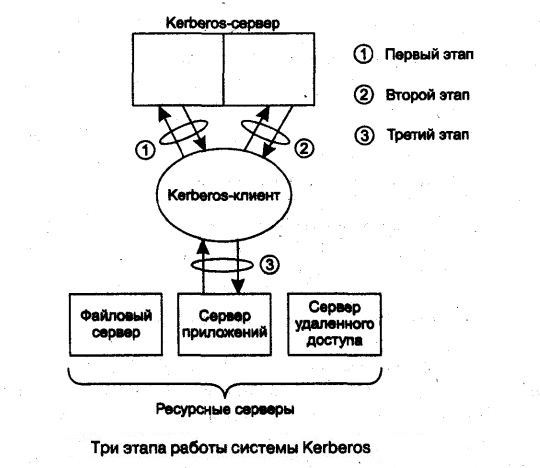 Kerberos-сервер
① Первый этап
② Второй этап
③ Третий этап
① ②
Kerberos-клиент
③
Файловый
сервер
Сервер
приложений
Сервер
удаленного
доступа
Ресурсные серверы
Три этапа работы системы Kerberos